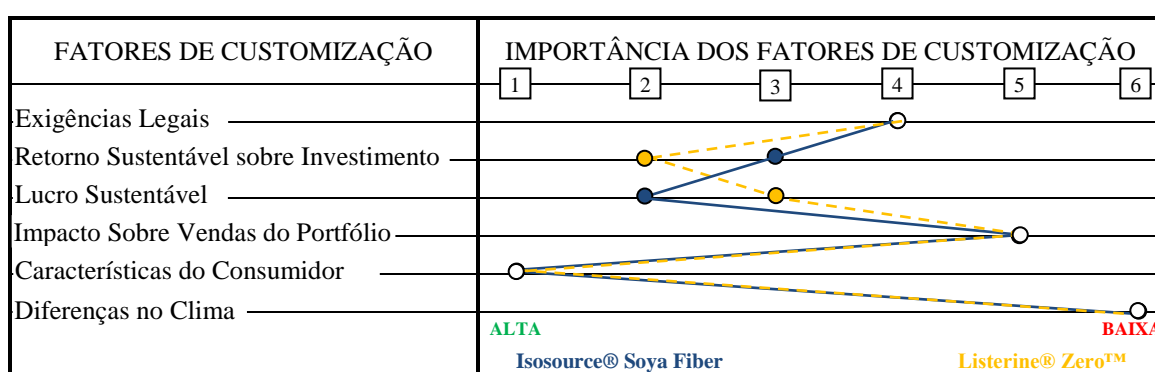 FATORES DE CUSTOMIZAÇÃO
IMPORTÂNCIA DOS FATORES DE CUSTOMIZAÇÃO
1 2 3 4 5 6
Exigências Legais
Retorno Sustentável sobre Investimento
Lucro Sustentável
Impacto Sobre Vendas do Portfólio
Características do Consumidor
Diferenças no Clima
ALTA BAIXA
Isosource® Soya Fiber Listerine® Zero™